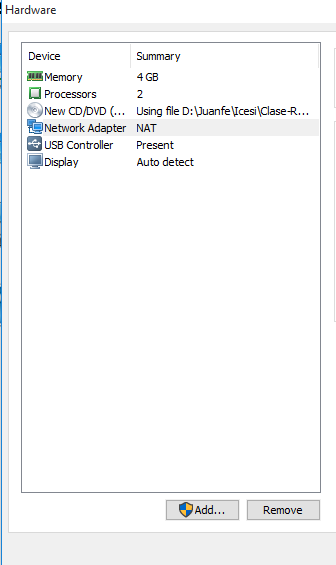 Hardware
Device Summary
Memory 4 GB
Processors 2
New CD/DVD (... Using file D:\Juanfe\Icesi\Clase-R...
Network Adapter NAT
USB Controller Present
Display Auto detect
Add... Remove